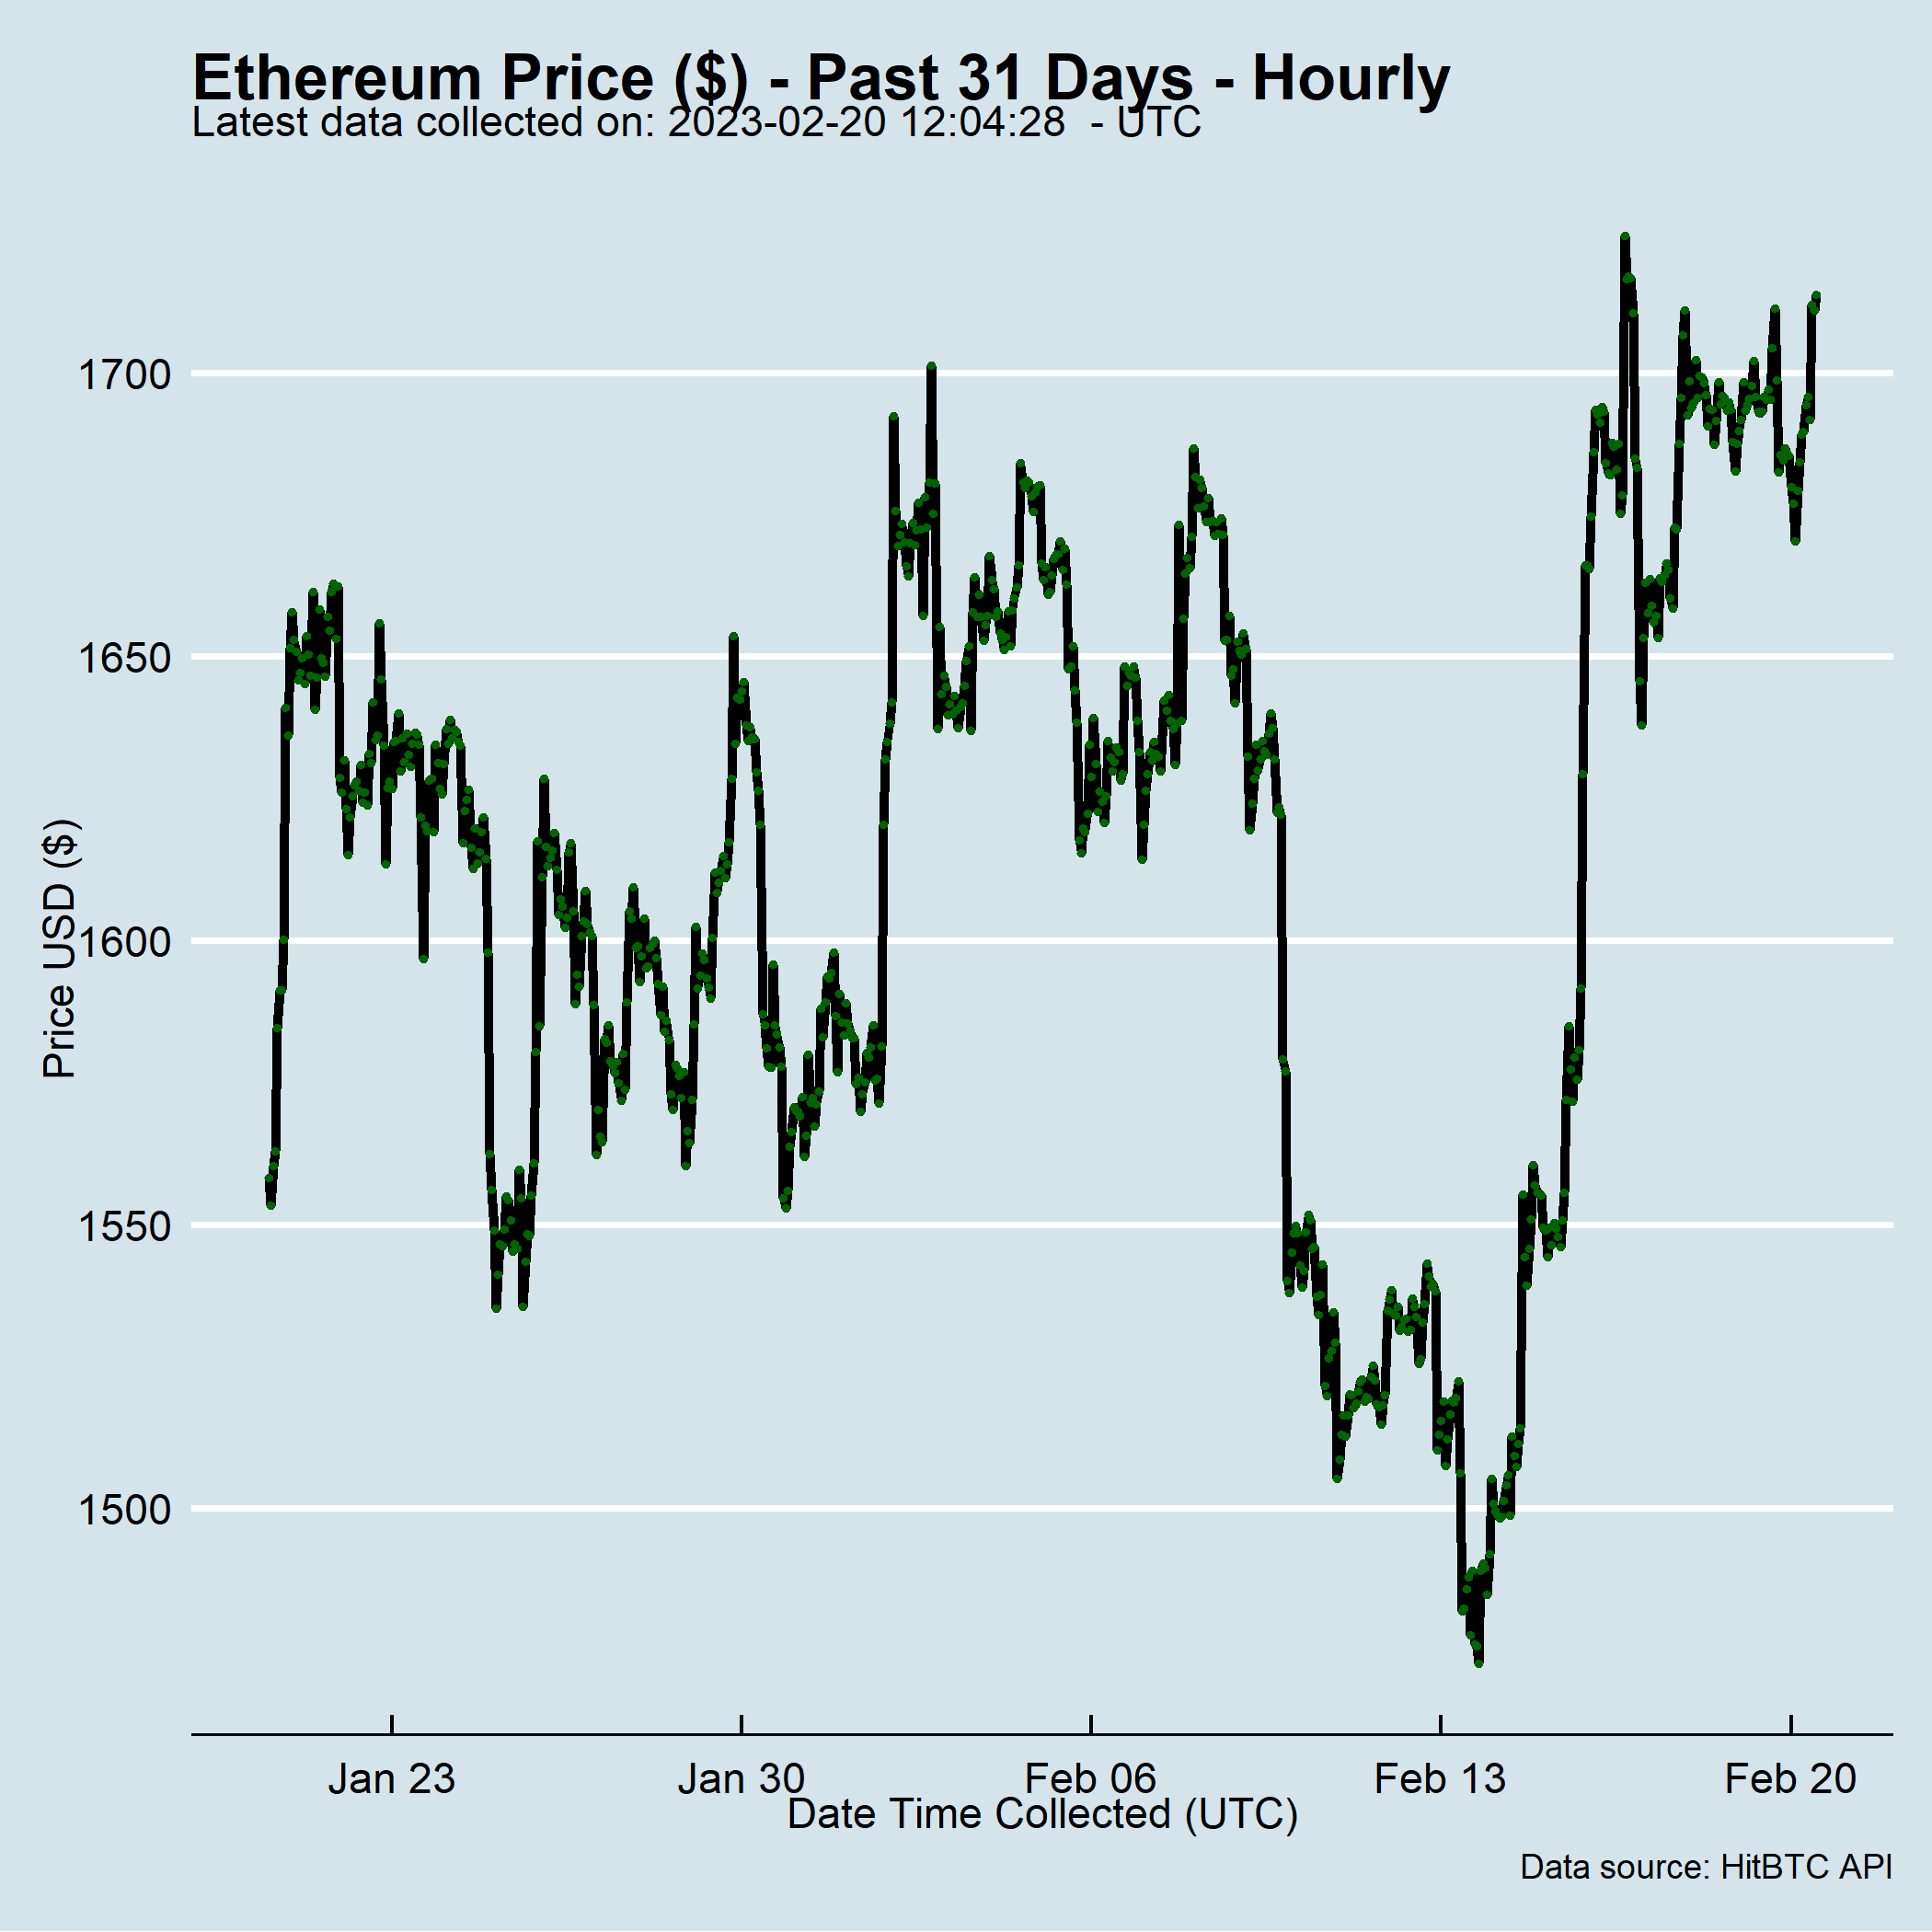 Ethereum Price ($) - Past 31 Days - Hourly
Latest data collected on: 2023-02-20 12:04:28  - UTC
Price USD ($)
1700
1650
1600
1550
1500
Jan 23
Jan 30
Feb 06
Feb 13
Feb 20
Date Time Collected (UTC)
Data source: HitBTC API